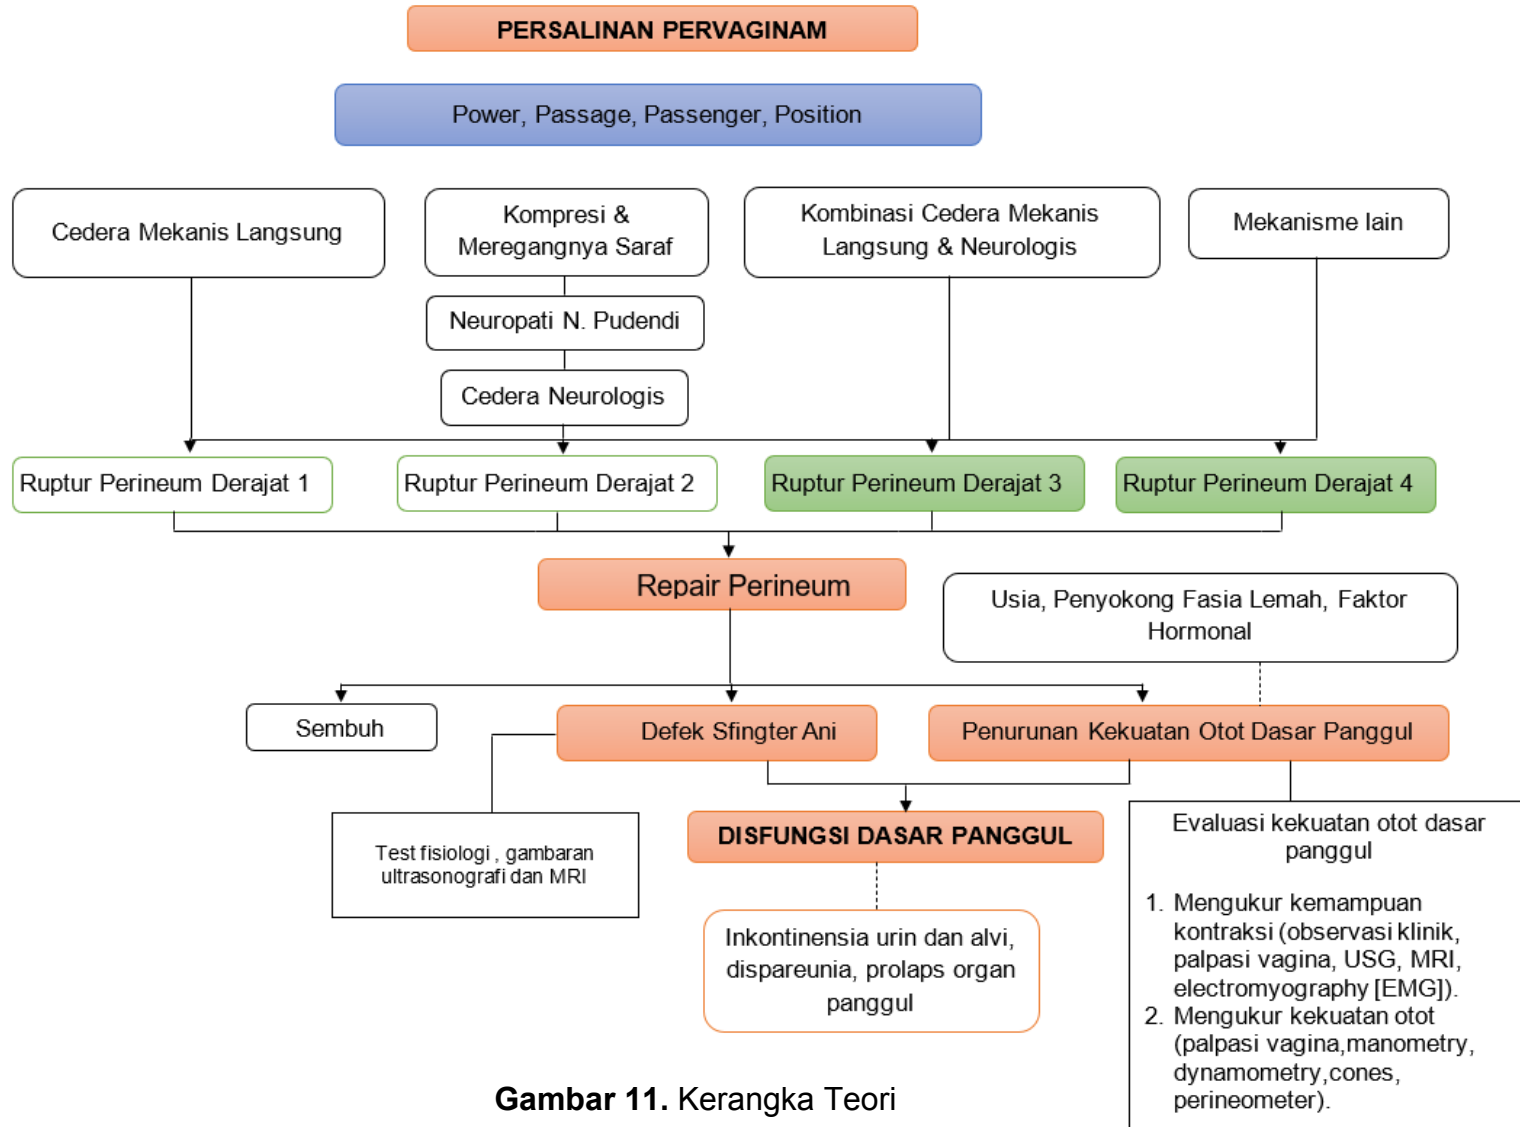 PERSALINAN PERVAGINAM
Power, Passage, Passenger, Position
Cedera Mekanis Langsung
Kompresi &
Meregangnya Saraf
Kombinasi Cedera Mekanis
Langsung & Neurologis
Mekanisme lain
Neuropati N. Pudendi
Cedera Neurologis
Ruptur Perineum Derajat 1
Ruptur Perineum Derajat 2
Ruptur Perineum Derajat 3
Ruptur Perineum Derajat 4
Repair Perineum
Usia, Penyokong Fasia Lemah, Faktor
Hormonal
Sembuh
Defek Sfingter Ani
Penurunan Kekuatan Otot Dasar Panggul
Test fisiologi , gambaran
ultrasonografi dan MRI
DISFUNGSI DASAR PANGGUL
Inkontinensia urin dan alvi,
dispareunia, prolaps organ
panggul
Evaluasi kekuatan otot dasar
panggul
1. Mengukur kemampuan
kontraksi (observasi klinik,
palpasi vagina, USG, MRI,
electromyography [EMG]).
2. Mengukur kekuatan otot
(palpasi vagina,manometry,
dynamometry,cones,
perineometer).
Gambar 11. Kerangka Teori